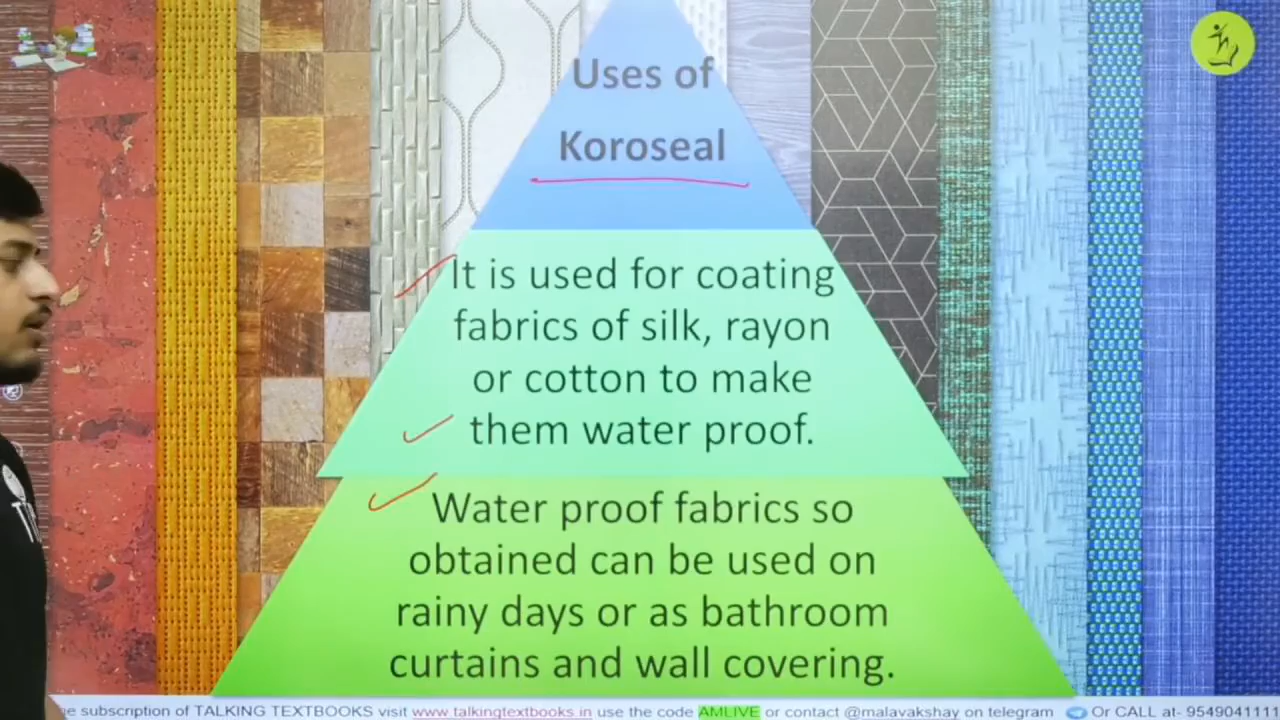 Uses of
Koroseal
It is used for coating
fabrics of silk, rayon
or cotton to make
them water proof.
Water proof fabrics so
obtained can be used on
rainy days or as bathroom
curtains and wall covering.
subscription of TALKING TEXTBOOKS visit www.talkingtextbooks.in use the code AMLIVE or contact @malavakshay on telegram Or CALL at- 9549041111